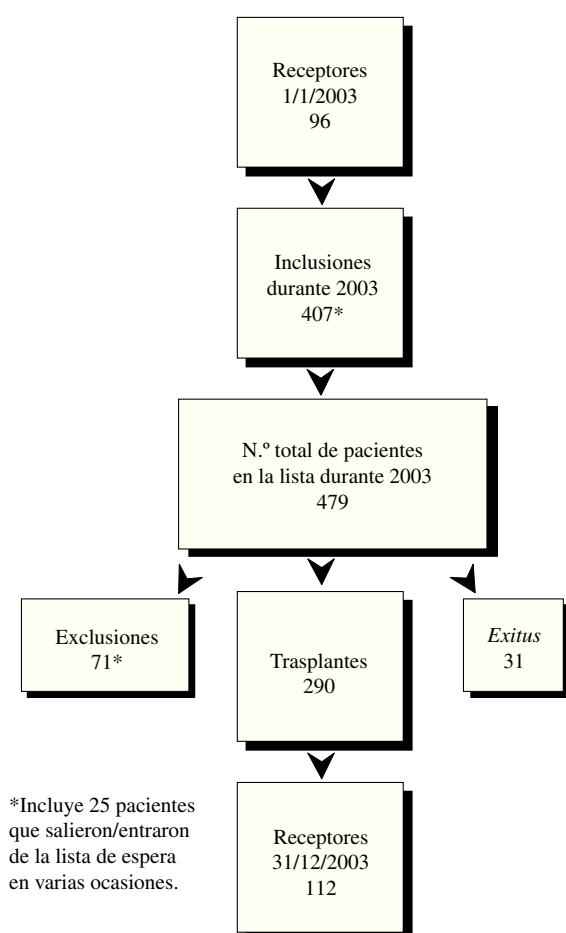 Receptores
1/1/2003
96
Inclusiones
durante 2003
407*
N.º total de pacientes
en la lista durante 2003
479
Exclusiones
71*
Trasplantes
290
Exitus
31
*Incluye 25 pacientes
que salieron/entraron
de la lista de espera
en varias ocasiones.
Receptores
31/12/2003
112